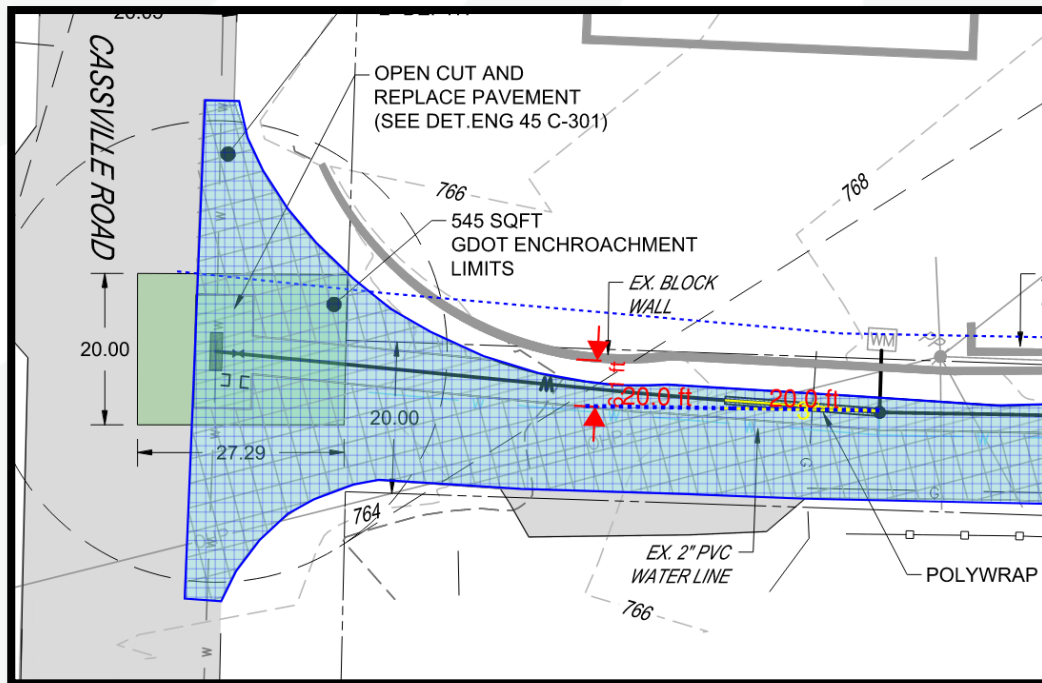 CASSVILLE ROAD
OPEN CUT AND
REPLACE PAVEMENT
(SEE DET.ENG 45 C-301)
766
768
545 SQFT
GDOT ENCHROACHMENT
LIMITS
EX. BLOCK
WALL
WM
20.00
W
20.0 ft
20.0 ft
20.00
27.29
W
G
G
764
EX. 2" PVC
WATER LINE
POLYWRAP
766
W
W